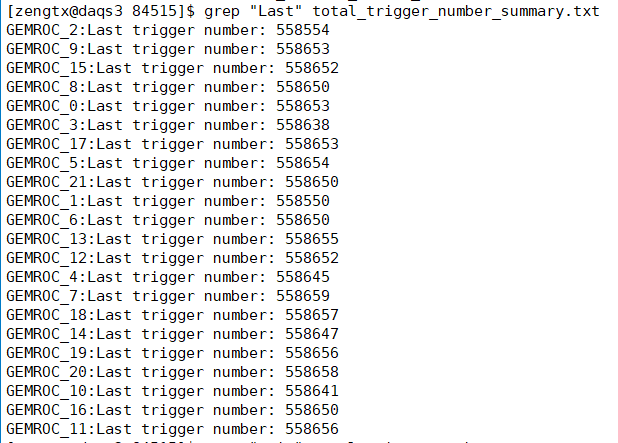 [zengtx@daqs3 84515]$ grep "Last" total_trigger_number_summary.txt
GEMROC_2:Last trigger number: 558554
GEMROC_9:Last trigger number: 558653
GEMROC_15:Last trigger number: 558652
GEMROC_8:Last trigger number: 558650
GEMROC_0:Last trigger number: 558653
GEMROC_3:Last trigger number: 558638
GEMROC_17:Last trigger number: 558653
GEMROC_5:Last trigger number: 558654
GEMROC_21:Last trigger number: 558650
GEMROC_1:Last trigger number: 558550
GEMROC_6:Last trigger number: 558650
GEMROC_13:Last trigger number: 558655
GEMROC_12:Last trigger number: 558652
GEMROC_4:Last trigger number: 558645
GEMROC_7:Last trigger number: 558659
GEMROC_18:Last trigger number: 558657
GEMROC_14:Last trigger number: 558647
GEMROC_19:Last trigger number: 558656
GEMROC_20:Last trigger number: 558658
GEMROC_10:Last trigger number: 558641
GEMROC_16:Last trigger number: 558650
GEMROC_11:Last trigger number: 558656